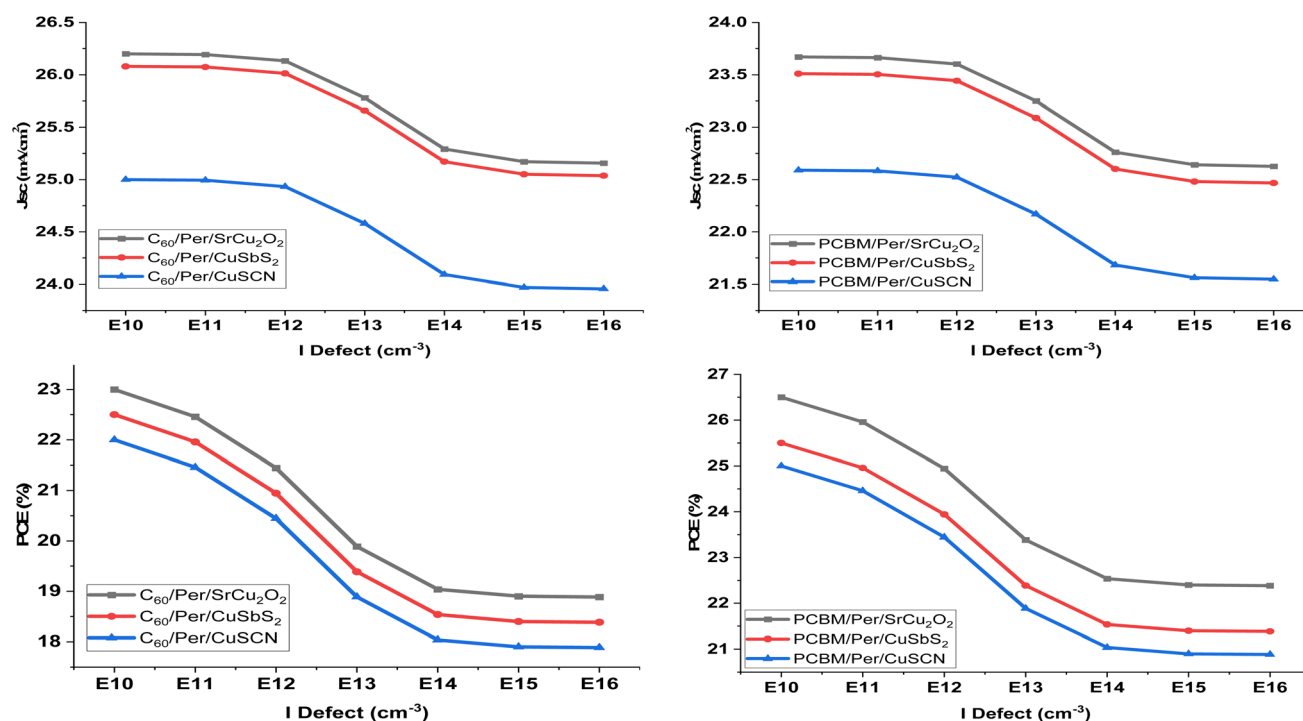 26.5
26.0
25.5
25.0
24.5
24.0
Jsc (mA/cm²)
C₆₀/Per/SrCu₂O₂
C₆₀/Per/CuSbS₂
C₆₀/Per/CuSCN
E10 E11 E12 E13 E14 E15 E16
I Defect (cm⁻³)
24.0
23.5
23.0
22.5
22.0
21.5
Jsc (mA/cm²)
PCBM/Per/SrCu₂O₂
PCBM/Per/CuSbS₂
PCBM/Per/CuSCN
E10 E11 E12 E13 E14 E15 E16
I Defect (cm⁻³)
23
22
21
20
19
18
PCE (%)
C₆₀/Per/SrCu₂O₂
C₆₀/Per/CuSbS₂
C₆₀/Per/CuSCN
E10 E11 E12 E13 E14 E15 E16
I Defect (cm⁻³)
27
26
25
24
23
22
21
PCE (%)
PCBM/Per/SrCu₂O₂
PCBM/Per/CuSbS₂
PCBM/Per/CuSCN
E10 E11 E12 E13 E14 E15 E16
I Defect (cm⁻³)